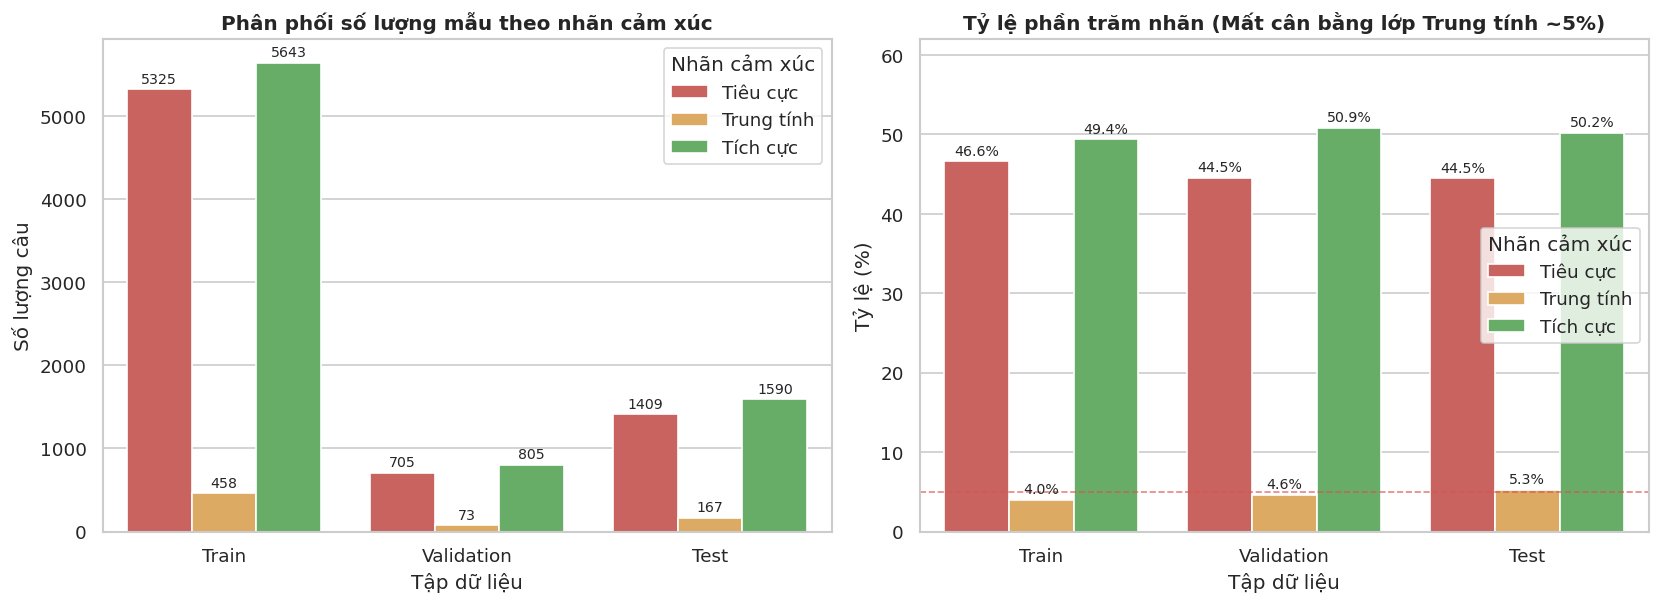 Phân phối số lượng mẫu theo nhãn cảm xúc
Số lượng câu
5000
4000
3000
2000
1000
0
5325
458
5643
705
73
805
1409
167
1590
Nhãn cảm xúc
Tiêu cực
Trung tính
Tích cực
Train
Validation
Test
Tập dữ liệu
Tỷ lệ phần trăm nhãn (Mất cân bằng lớp Trung tính ~5%)
Tỷ lệ (%)
60
50
40
30
20
10
0
46.6%
4.0%
49.4%
44.5%
4.6%
50.9%
44.5%
5.3%
50.2%
Nhãn cảm xúc
Tiêu cực
Trung tính
Tích cực
Train
Validation
Test
Tập dữ liệu